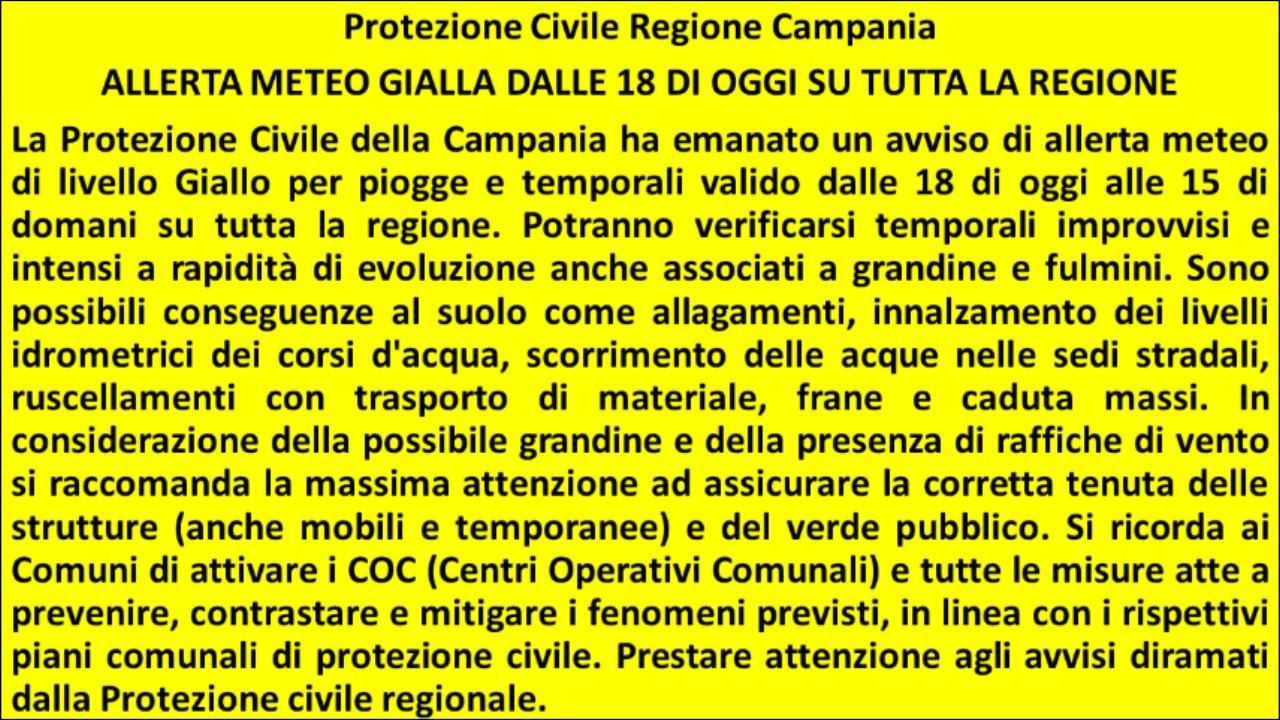 Protezione Civile Regione Campania
ALLERTA METEO GIALLA DALLE 18 DI OGGI SU TUTTA LA REGIONE
La Protezione Civile della Campania ha emanato un avviso di allerta meteo
di livello Giallo per piogge e temporali valido dalle 18 di oggi alle 15 di
domani su tutta la regione. Potranno verificarsi temporali improvvisi e
intensi a rapidità di evoluzione anche associati a grandine e fulmini. Sono
possibili conseguenze al suolo come allagamenti, innalzamento dei livelli
idrometrici dei corsi d'acqua, scorrimento delle acque nelle sedi stradali,
ruscellamenti con trasporto di materiale, frane e caduta massi. In
considerazione della possibile grandine e della presenza di raffiche di vento
si raccomanda la massima attenzione ad assicurare la corretta tenuta delle
strutture (anche mobili e temporanee) e del verde pubblico. Si ricorda ai
Comuni di attivare i COC (Centri Operativi Comunali) e tutte le misure atte a
prevenire, contrastare e mitigare i fenomeni previsti, in linea con i rispettivi
piani comunali di protezione civile. Prestare attenzione agli avvisi diramati
dalla Protezione civile regionale.